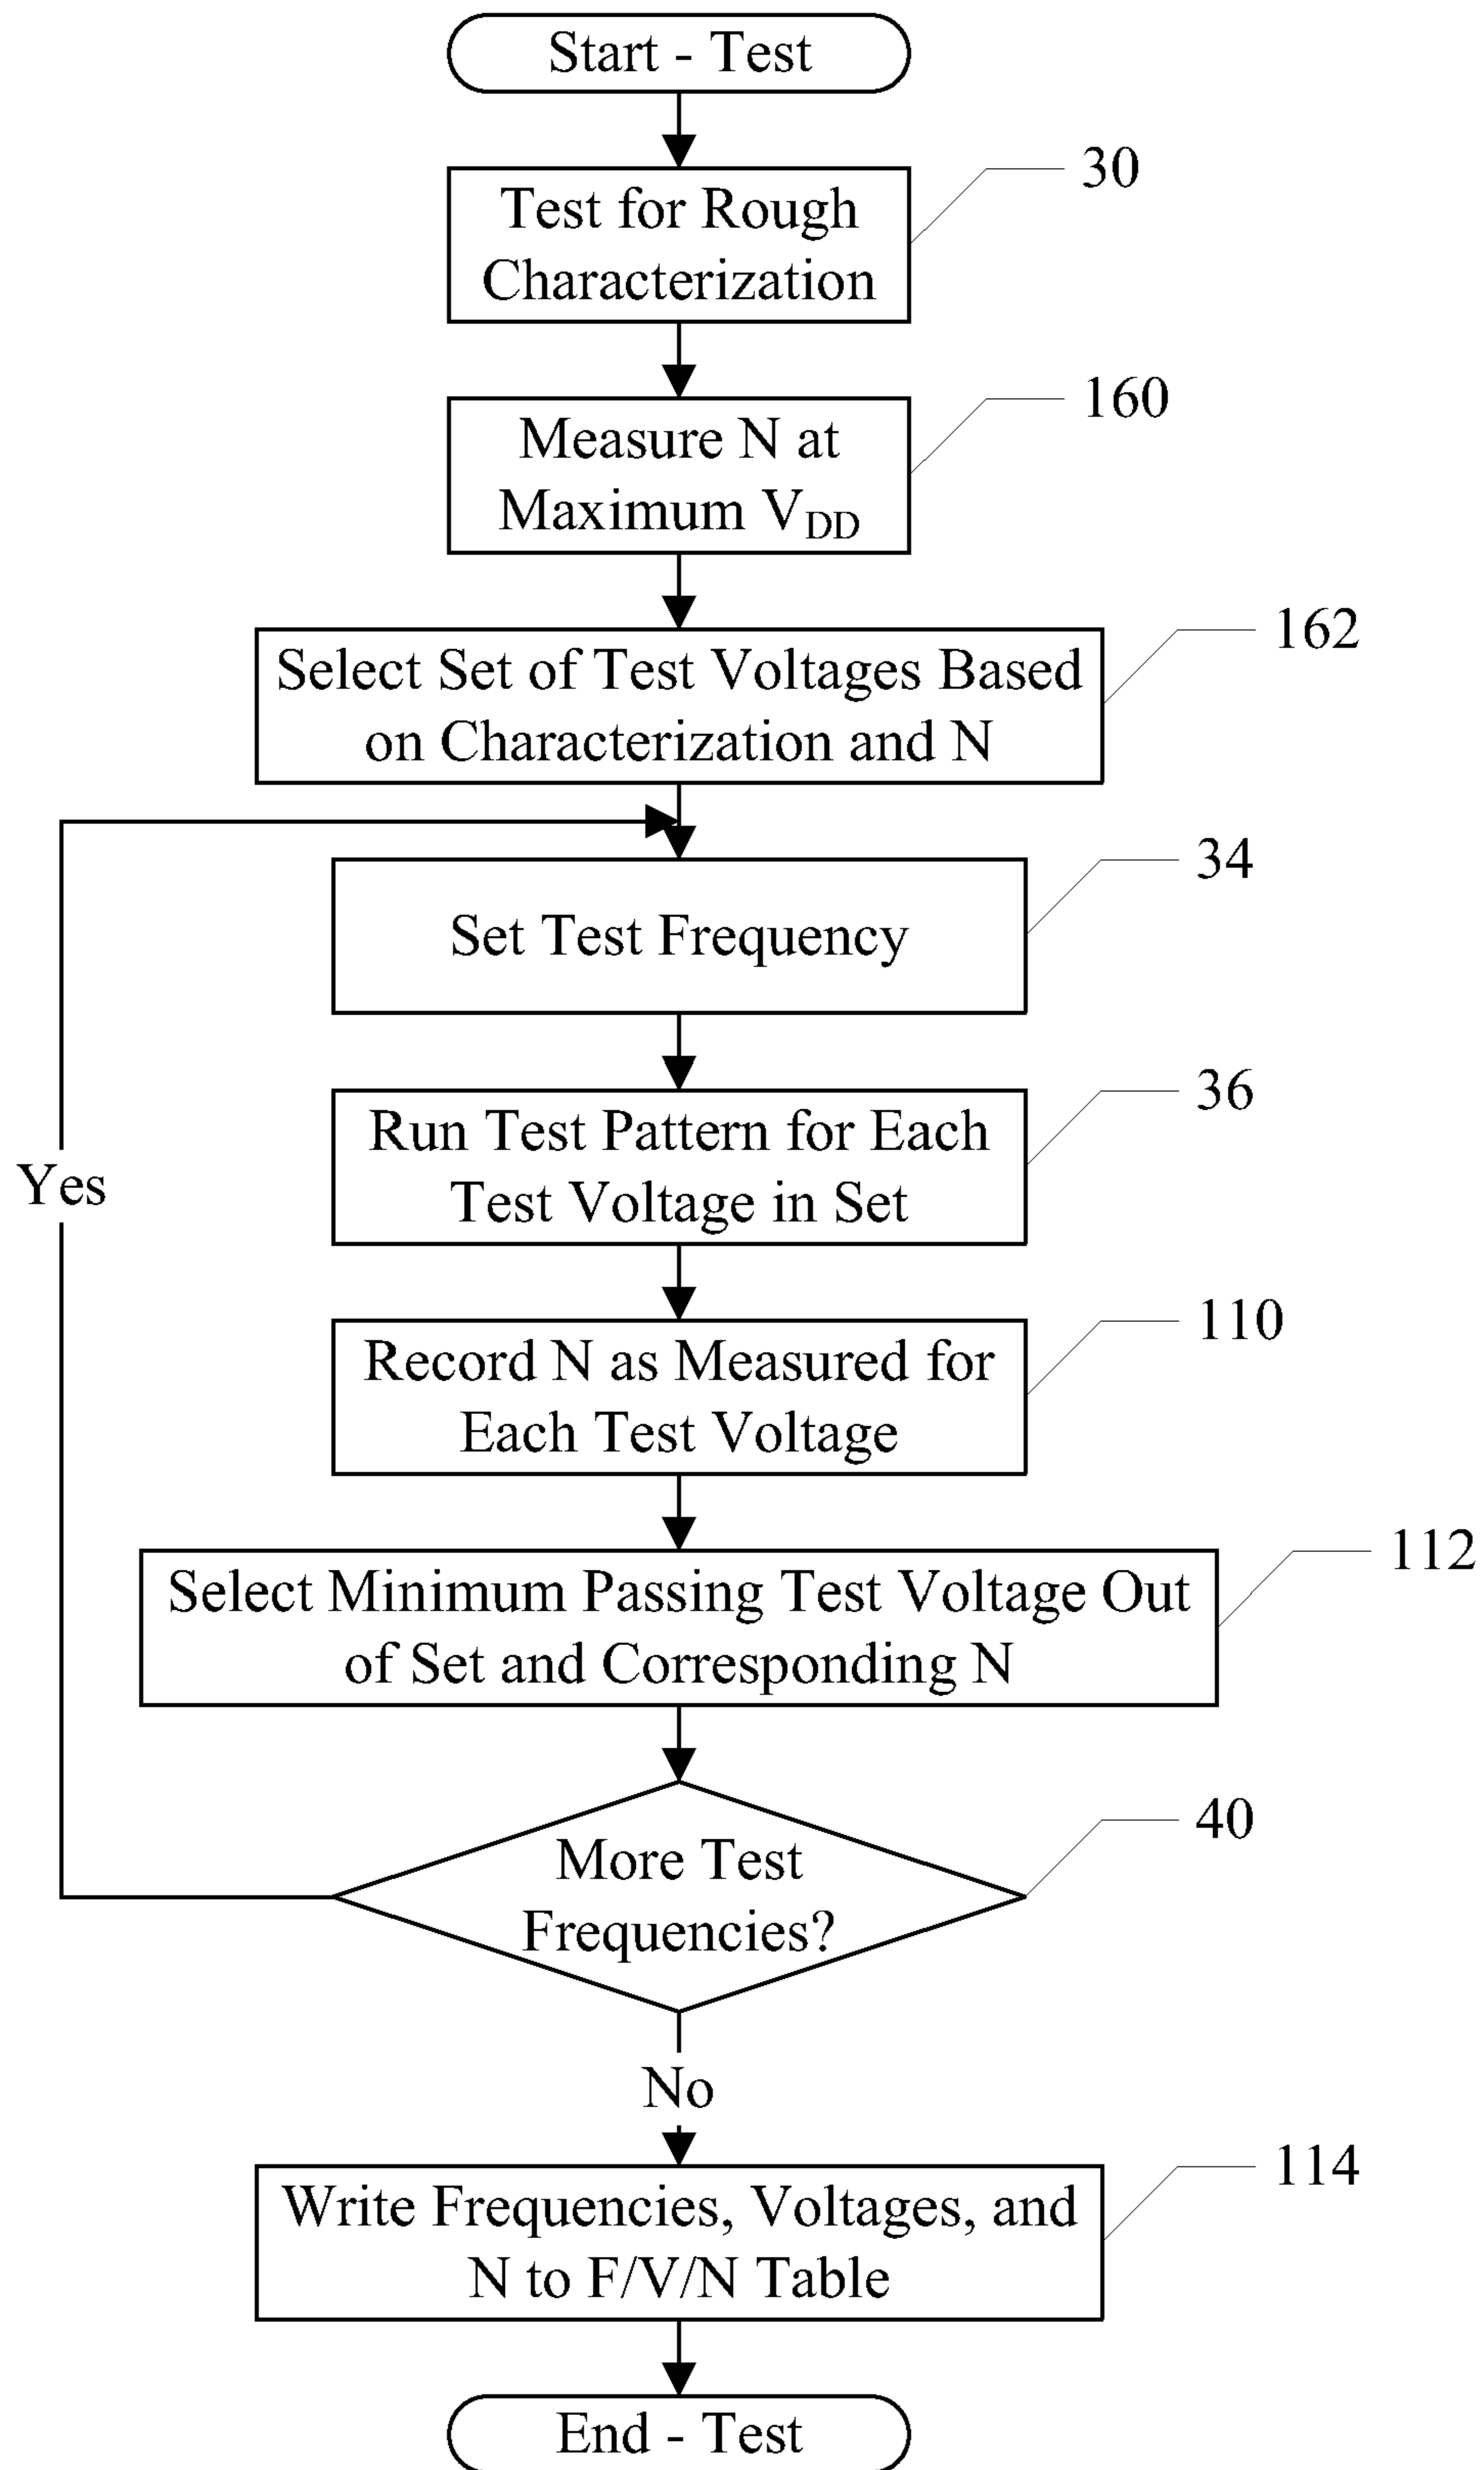 Start - Test
30
Test for Rough
Characterization
160
Measure N at
Maximum V_DD
162
Select Set of Test Voltages Based
on Characterization and N
34
Set Test Frequency
36
Run Test Pattern for Each
Test Voltage in Set
Yes
110
Record N as Measured for
Each Test Voltage
112
Select Minimum Passing Test Voltage Out
of Set and Corresponding N
40
More Test
Frequencies?
No
114
Write Frequencies, Voltages, and
N to F/V/N Table
End - Test